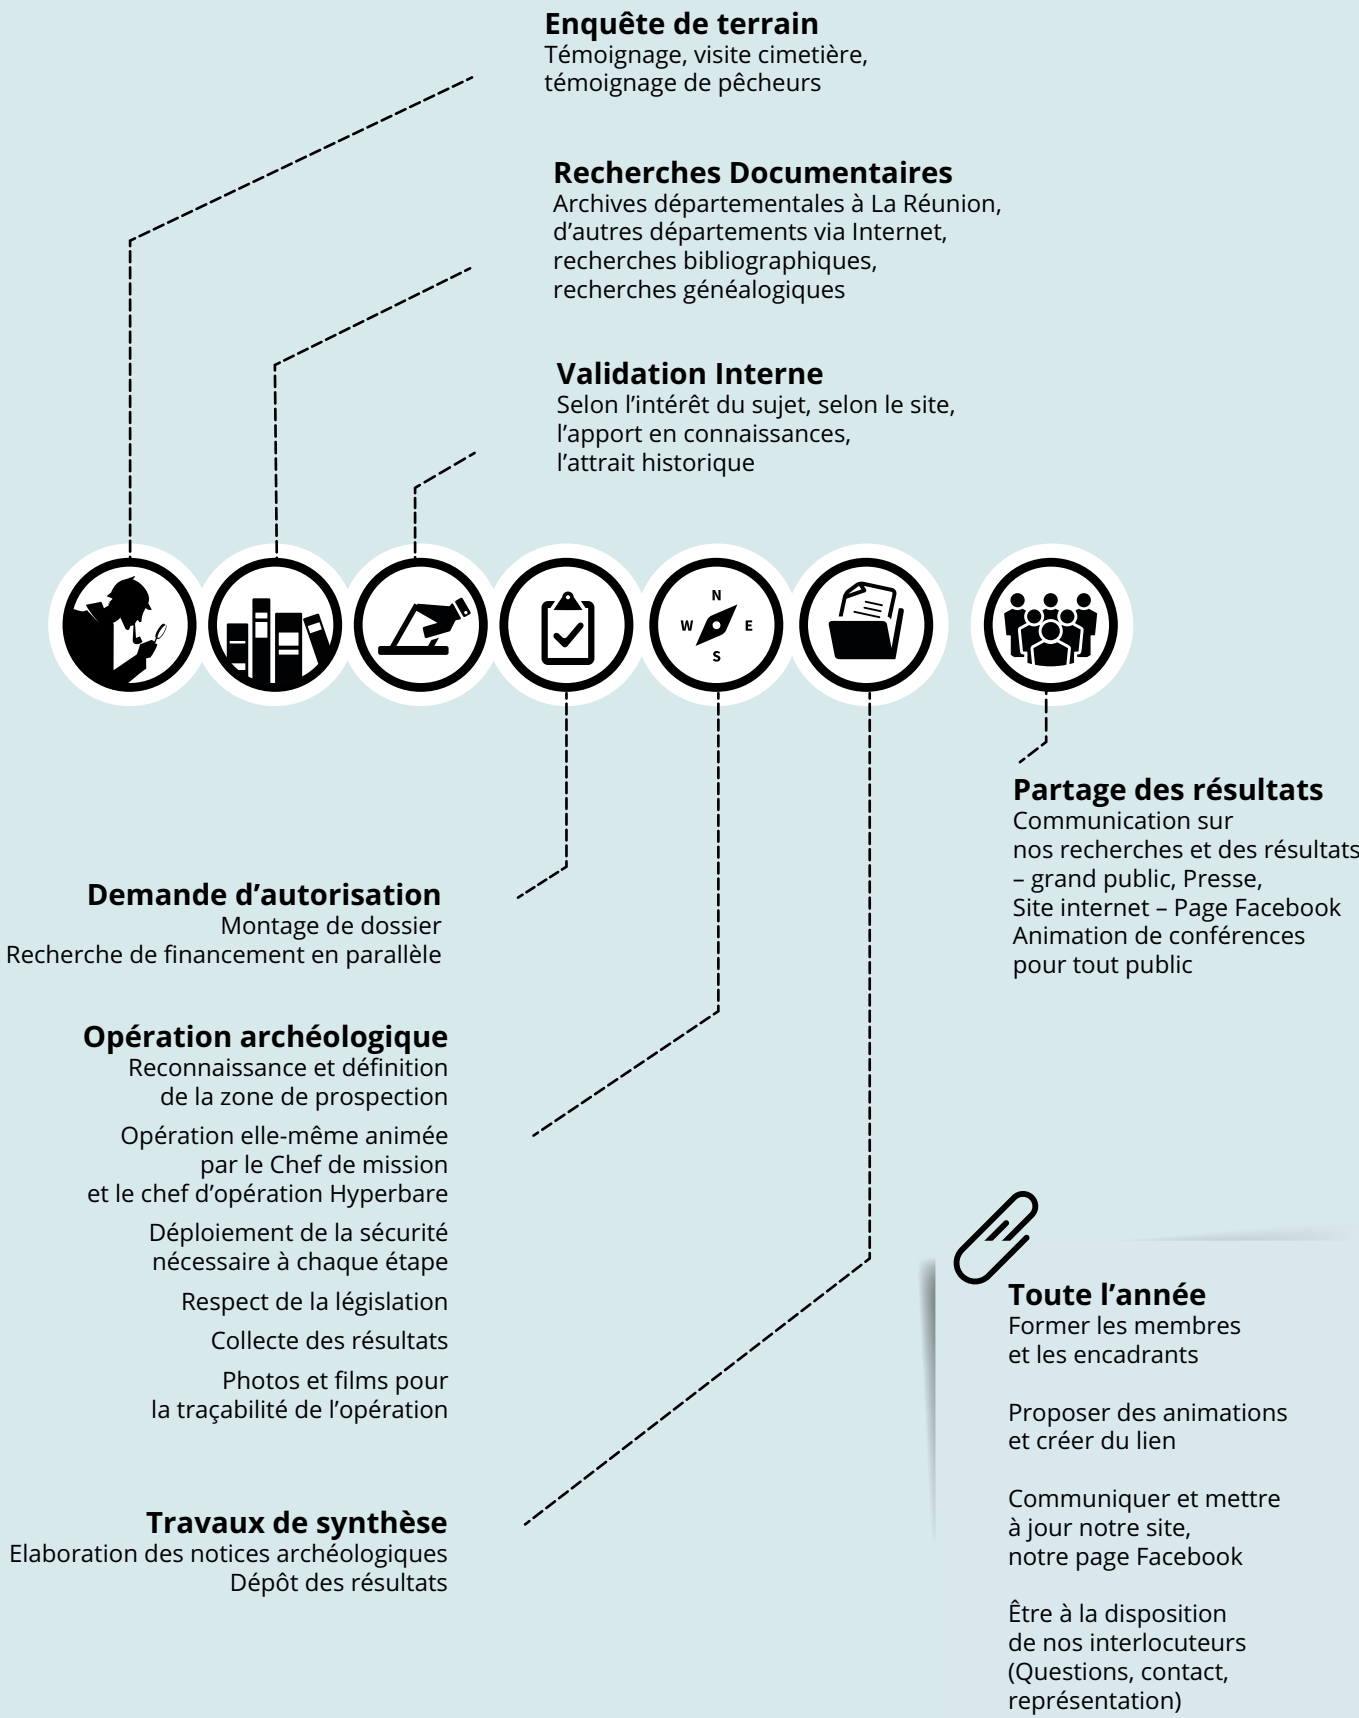 Enquête de terrain
Témoignage, visite cimetière,
témoignage de pêcheurs
Recherches Documentaires
Archives départementales à La Réunion,
d'autres départements via Internet,
recherches bibliographiques,
recherches généalogiques
Validation Interne
Selon l'intérêt du sujet, selon le site,
l'apport en connaissances,
l'attrait historique
N
W E
S
Partage des résultats
Communication sur
nos recherches et des résultats
– grand public, Presse,
Site internet – Page Facebook
Animation de conférences
pour tout public
Demande d'autorisation
Montage de dossier
Recherche de financement en parallèle
Opération archéologique
Reconnaissance et définition
de la zone de prospection
Opération elle-même animée
par le Chef de mission
et le chef d'opération Hyperbare
Déploiement de la sécurité
nécessaire à chaque étape
Respect de la législation
Collecte des résultats
Photos et films pour
la traçabilité de l'opération
Travaux de synthèse
Elaboration des notices archéologiques
Dépôt des résultats
Toute l'année
Former les membres
et les encadrants
Proposer des animations
et créer du lien
Communiquer et mettre
à jour notre site,
notre page Facebook
Être à la disposition
de nos interlocuteurs
(Questions, contact,
représentation)